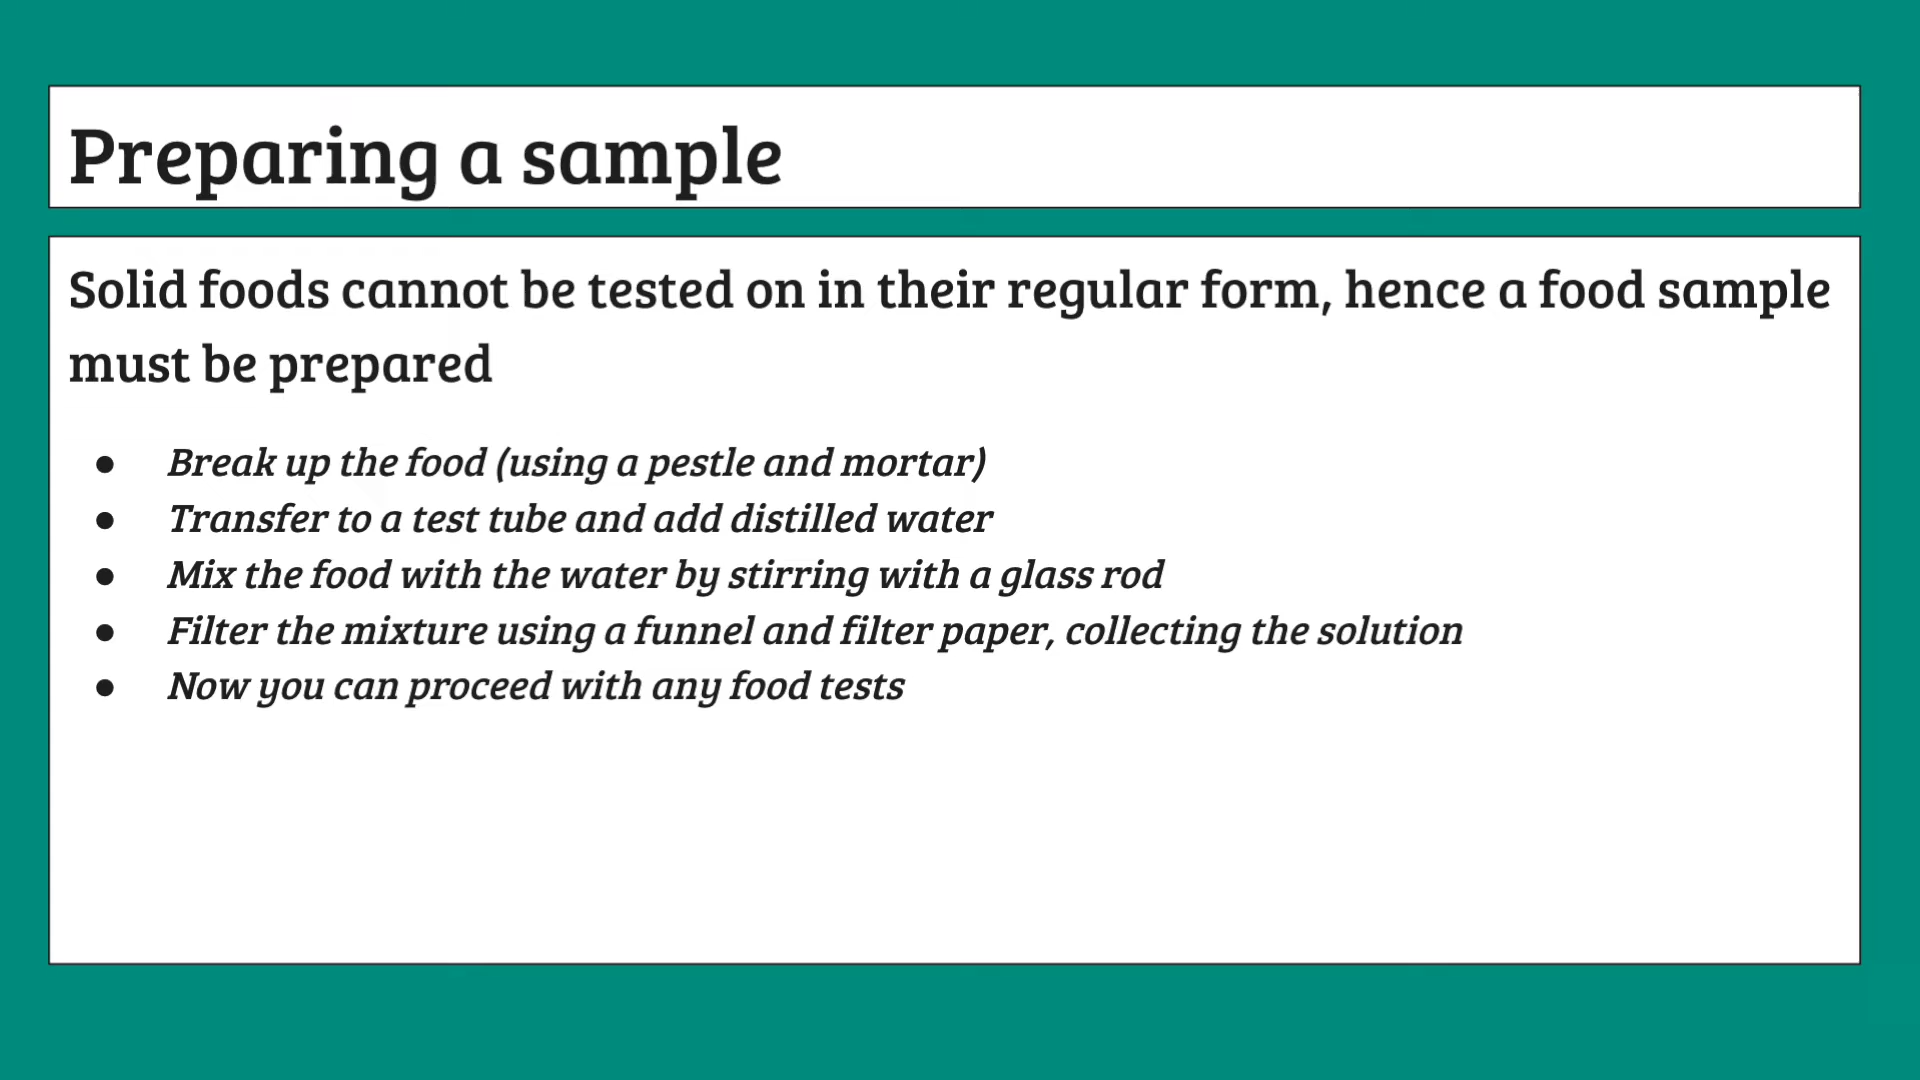 Preparing a sample
Solid foods cannot be tested on in their regular form, hence a food sample
must be prepared
● Break up the food (using a pestle and mortar)
● Transfer to a test tube and add distilled water
● Mix the food with the water by stirring with a glass rod
● Filter the mixture using a funnel and filter paper, collecting the solution
● Now you can proceed with any food tests